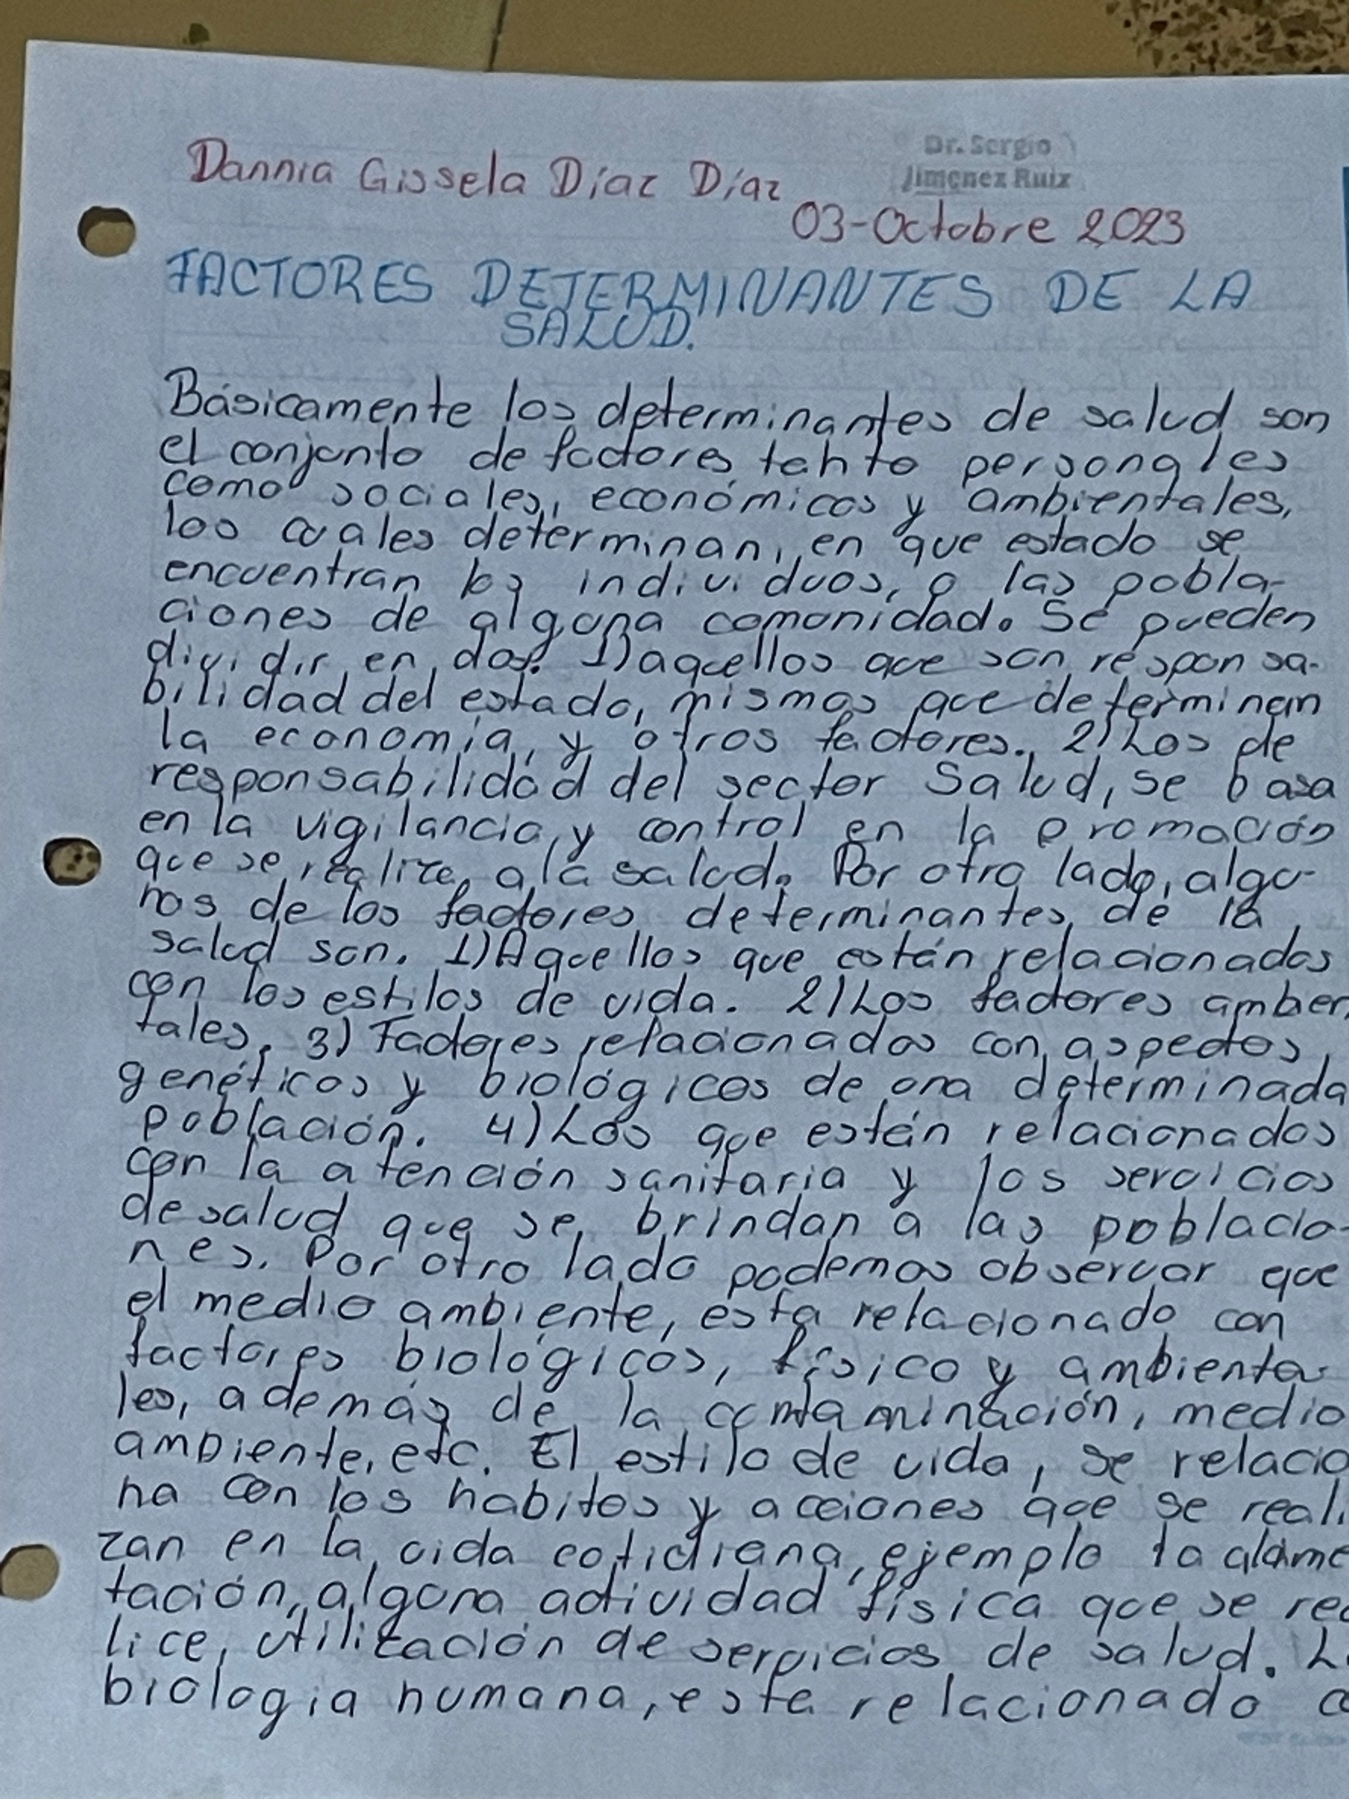 Dr. Sergio
Jimenez Ruiz
Dannia Gissela Díaz Díaz
03-Octobre 2023
FACTORES DETERMINANTES DE LA
SALUD.
Básicamente los determinantes de salud son
el conjunto de factores tanto personales
como sociales, económicos y ambientales,
los cuales determinan, en que estado se
encuentran los individuos, o las pobla-
ciones de alguna comunidad. Se pueden
dividir en dos. 1) aquellos que son responsa-
bilidad del estado, mismos que determinan
la economía, y otros factores. 2) Los de
responsabilidad del sector Salud, se basa
en la vigilancia, y control en la promoción
que se realize, a la salud. Por otro lado, algu-
nos de los factores determinantes de la
salud son. 1) Aquellos que están relacionados
con los estilos de vida. 2) Los factores ambien
tales. 3) Factores relacionados con aspectos,
genéticos y biológicos de una determinada
población. 4) Los que están relacionados
con la atención sanitaria y los servicios
de salud que se brindan a las poblacio-
nes. Por otro lado podemos observar que
el medio ambiente, esta relacionado con
factores biológicos, físico y ambienta-
les, además de la contaminación, medio
ambiente, etc. El estilo de vida, se relacio
na con los habitos y acciones que se reali
zan en la vida cotidiana, ejemplo la alime
tación, alguna actividad física que se rea
lice, utilización de servicios de salud. L
biologia humana, esta relacionado c